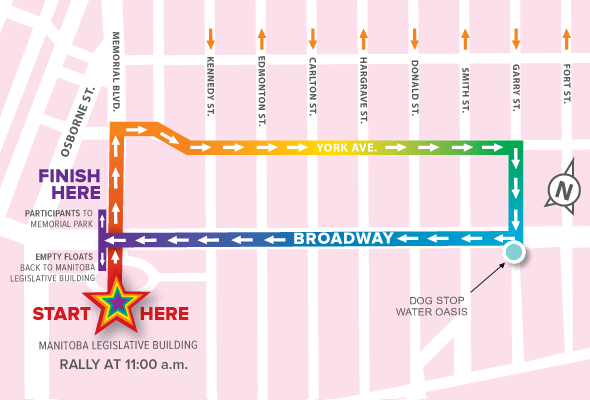 OSBORNE ST.
MEMORIAL BLVD.
KENNEDY ST.
EDMONTON ST.
CARLTON ST.
HARGRAVE ST.
DONALD ST.
SMITH ST.
GARRY ST.
FORT ST.
YORK AVE.
N
FINISH
HERE
PARTICIPANTS TO
MEMORIAL PARK
BROADWAY
EMPTY FLOATS
BACK TO MANITOBA
LEGISLATIVE BUILDING
DOG STOP
WATER OASIS
START HERE
MANITOBA LEGISLATIVE BUILDING
RALLY AT 11:00 a.m.